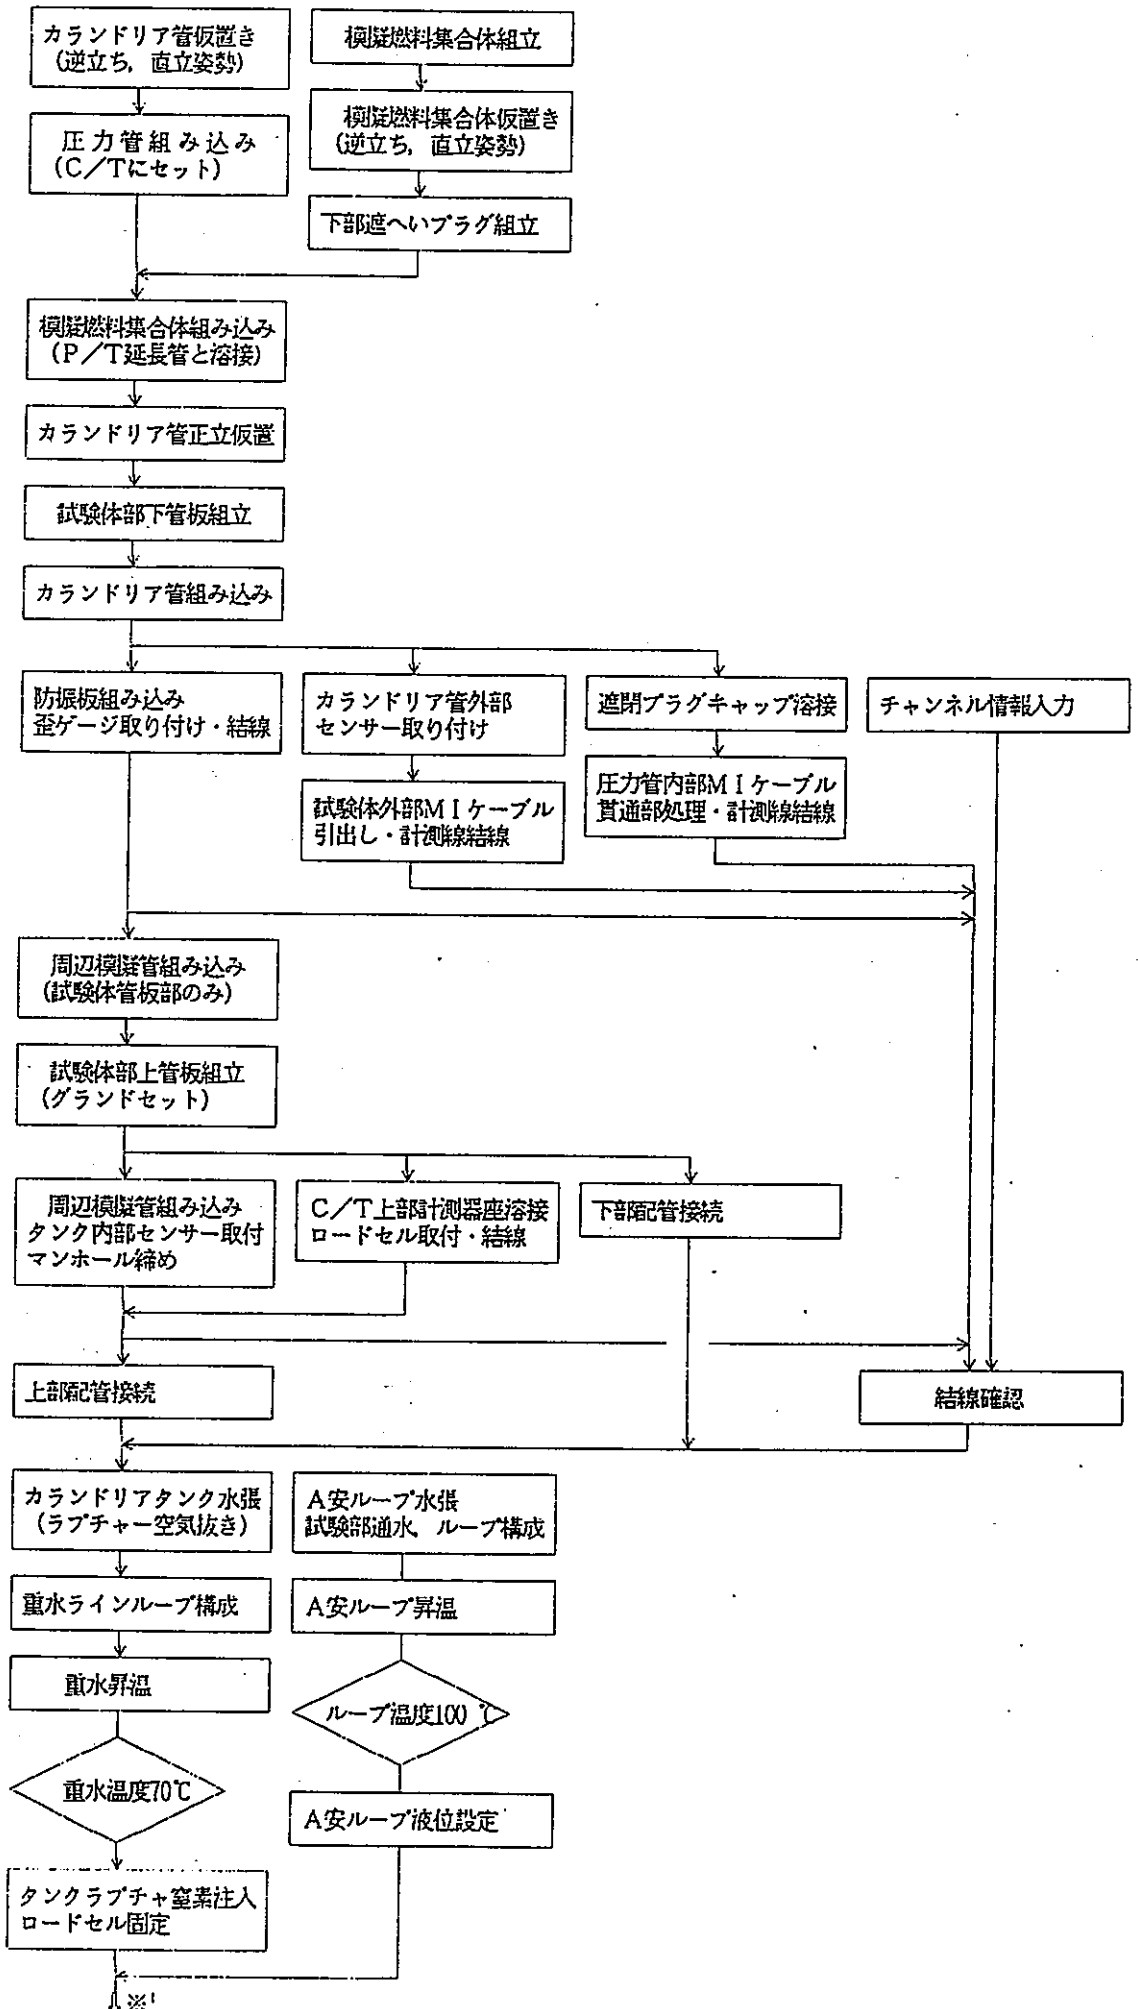 カランドリア管仮置き
(逆立ち，直立姿勢)
模擬燃料集合体組立
圧力管組み込み
(C／Tにセット)
模擬燃料集合体仮置き
(逆立ち，直立姿勢)
下部遮へいプラグ組立
模擬燃料集合体組み込み
(P／T延長管と溶接)
カランドリア管正立仮置
試験体部下管板組立
カランドリア管組み込み
防振板組み込み
歪ゲージ取り付け・結線
カランドリア管外部
センサー取り付け
遮閉プラグキャップ溶接
チャンネル情報入力
試験体外部MIケーブル
引出し・計測線結線
圧力管内部MIケーブル
貫通部処理・計測線結線
周辺模擬管組み込み
(試験体管板部のみ)
試験体部上管板組立
(グランドセット)
周辺模擬管組み込み
タンク内部センサー取付
マンホール締め
C／T上部計測器座溶接
ロードセル取付・結線
下部配管接続
上部配管接続
結線確認
カランドリアタンク水張
(ラプチャー空気抜き)
A安ループ水張
試験部通水，ループ構成
重水ラインループ構成
A安ループ昇温
重水昇温
ループ温度100℃
重水温度70℃
A安ループ液位設定
タンクラプチャ窒素注入
ロードセル固定
※1